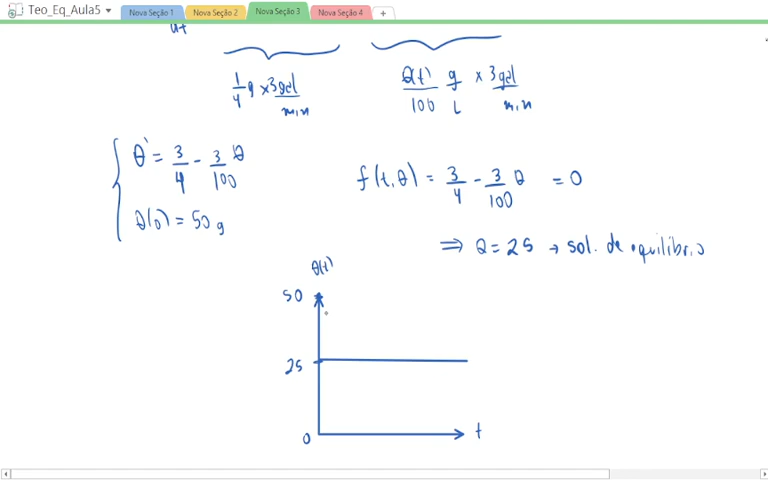 Teo_Eq_Aula5
Nova Seção 1 Nova Seção 2 Nova Seção 3 Nova Seção 4 +
1/4 g × 3 gal/min
Q(t)/100 g/L × 3 gal/min
Q' = 3/4 - 3/100 Q
Q(0) = 50 g
f(t,Q) = 3/4 - 3/100 Q = 0
⇒ Q = 25 → sol. de equilíbrio
Q(t)
50
25
0
t